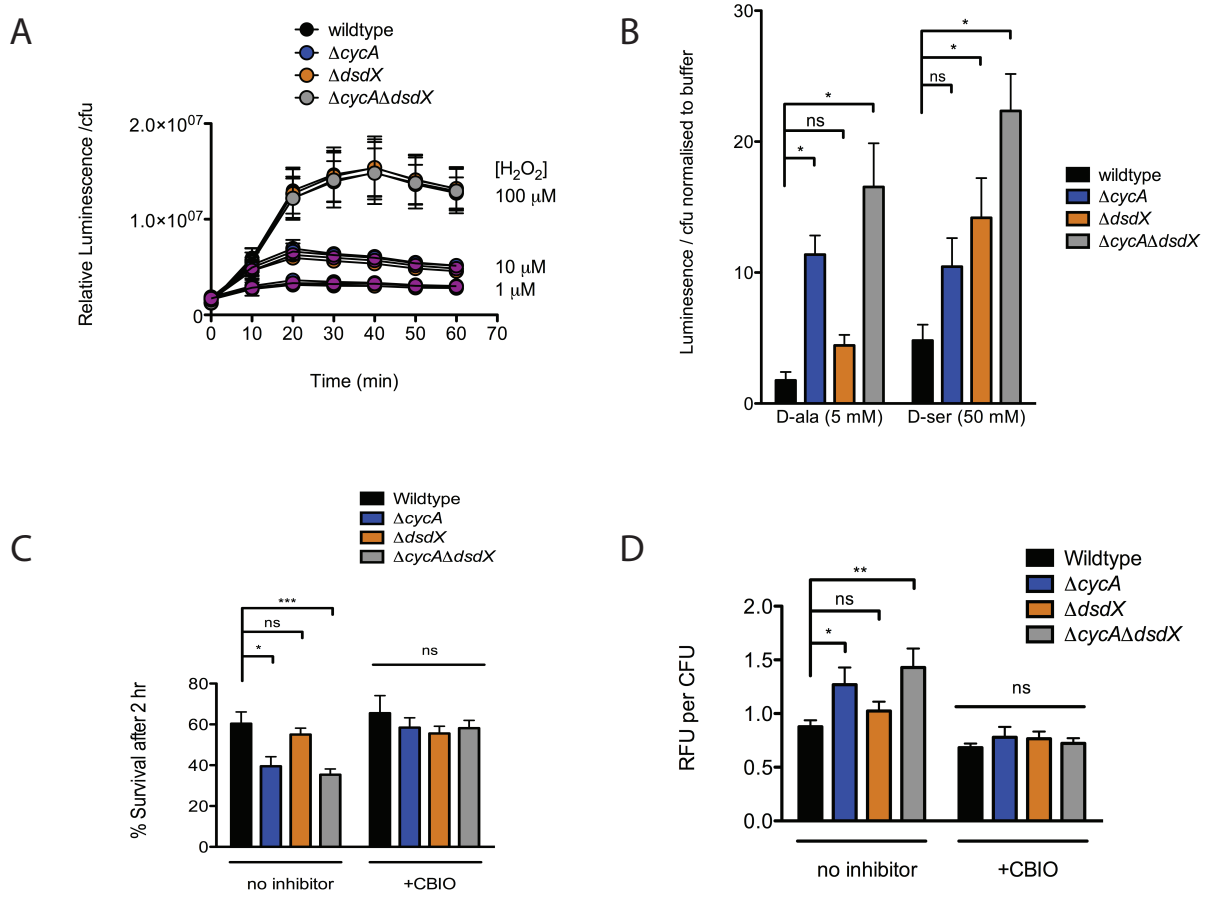 A
wildtype
ΔcycA
ΔdsdX
ΔcycAΔdsdX
Relative Luminescence /cfu
2.0×10⁰⁷
1.0×10⁰⁷
0
0 10 20 30 40 50 60 70
Time (min)
[H₂O₂]
100 μM
10 μM
1 μM
B
Luminesence / cfu normalised to buffer
30
20
10
0
*
ns
*
*
*
ns
D-ala (5 mM) D-ser (50 mM)
wildtype
ΔcycA
ΔdsdX
ΔcycAΔdsdX
C
Wildtype
ΔcycA
ΔdsdX
ΔcycAΔdsdX
% Survival after 2 hr
80
60
40
20
0
***
ns
*
ns
no inhibitor +CBIO
D
Wildtype
ΔcycA
ΔdsdX
ΔcycAΔdsdX
RFU per CFU
2.0
1.5
1.0
0.5
0.0
**
ns
*
ns
no inhibitor +CBIO